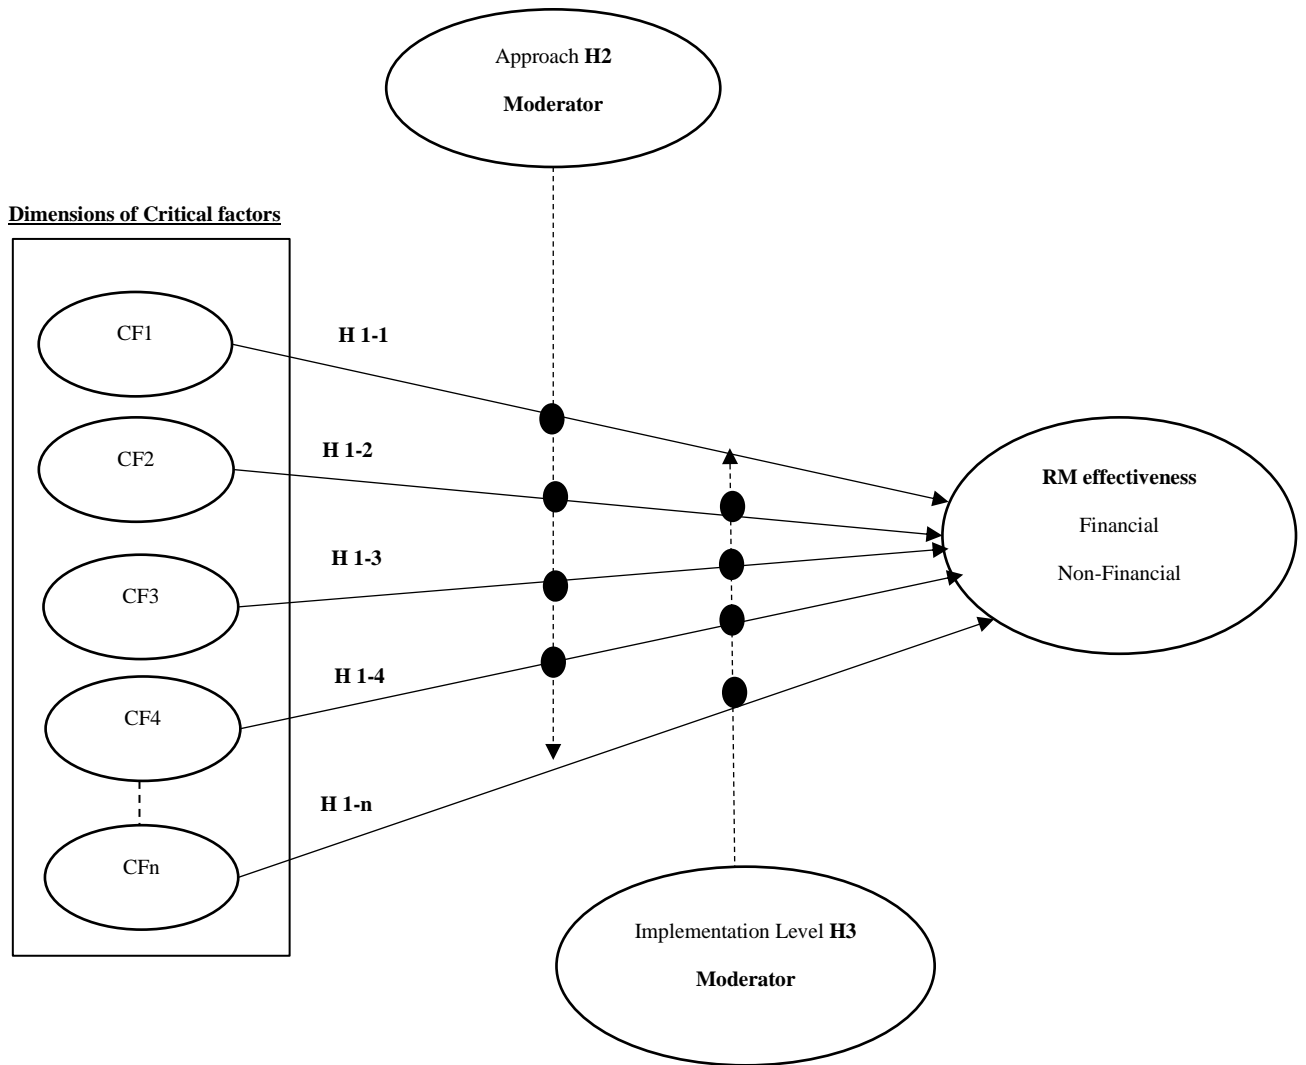 Approach H2
Moderator
Dimensions of Critical factors
CF1
H 1-1
CF2
H 1-2
RM effectiveness
Financial
Non-Financial
H 1-3
CF3
H 1-4
CF4
H 1-n
CFn
Implementation Level H3
Moderator